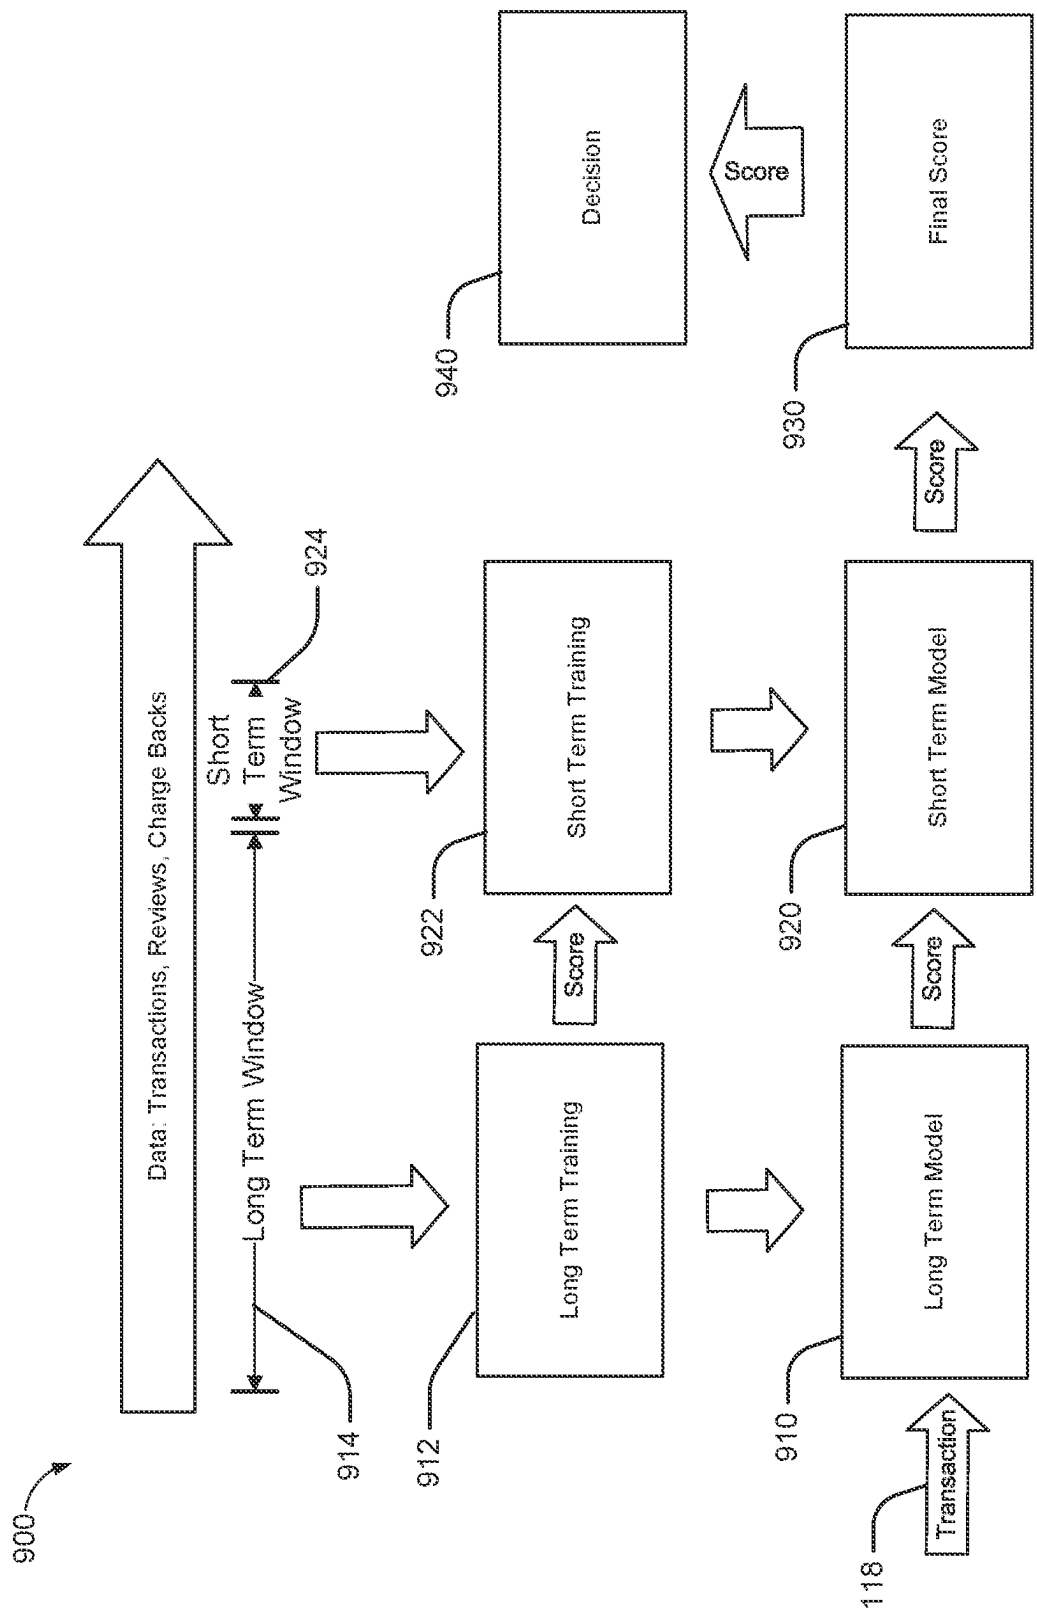 900
Data: Transactions, Reviews, Charge Backs
Long Term Window
Short
Term
Window
914
924
912
Long Term Training
Score
922
Short Term Training
940
Decision
Score
118
Transaction
910
Long Term Model
Score
920
Short Term Model
Score
930
Final Score